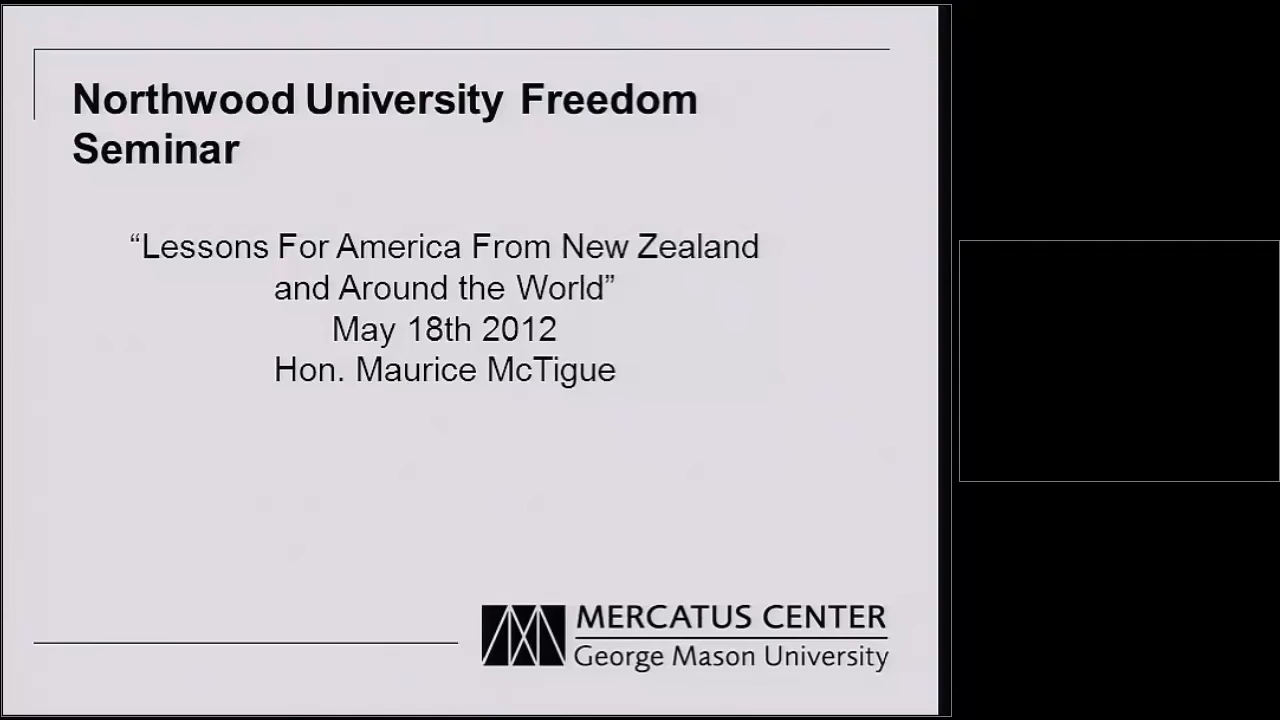 Northwood University Freedom
Seminar
“Lessons For America From New Zealand
and Around the World”
May 18th 2012
Hon. Maurice McTigue
MERCATUS CENTER
George Mason University